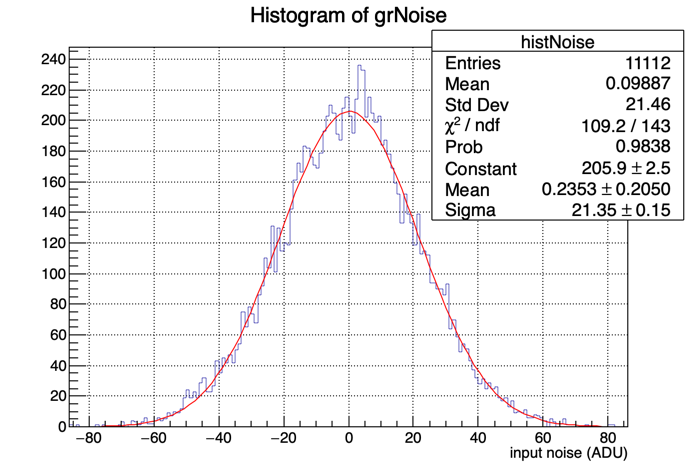 Histogram of grNoise
histNoise
Entries 11112
Mean 0.09887
Std Dev 21.46
χ² / ndf 109.2 / 143
Prob 0.9838
Constant 205.9 ± 2.5
Mean 0.2353 ± 0.2050
Sigma 21.35 ± 0.15
240
220
200
180
160
140
120
100
80
60
40
20
0
−80 −60 −40 −20 0 20 40 60 80
input noise (ADU)